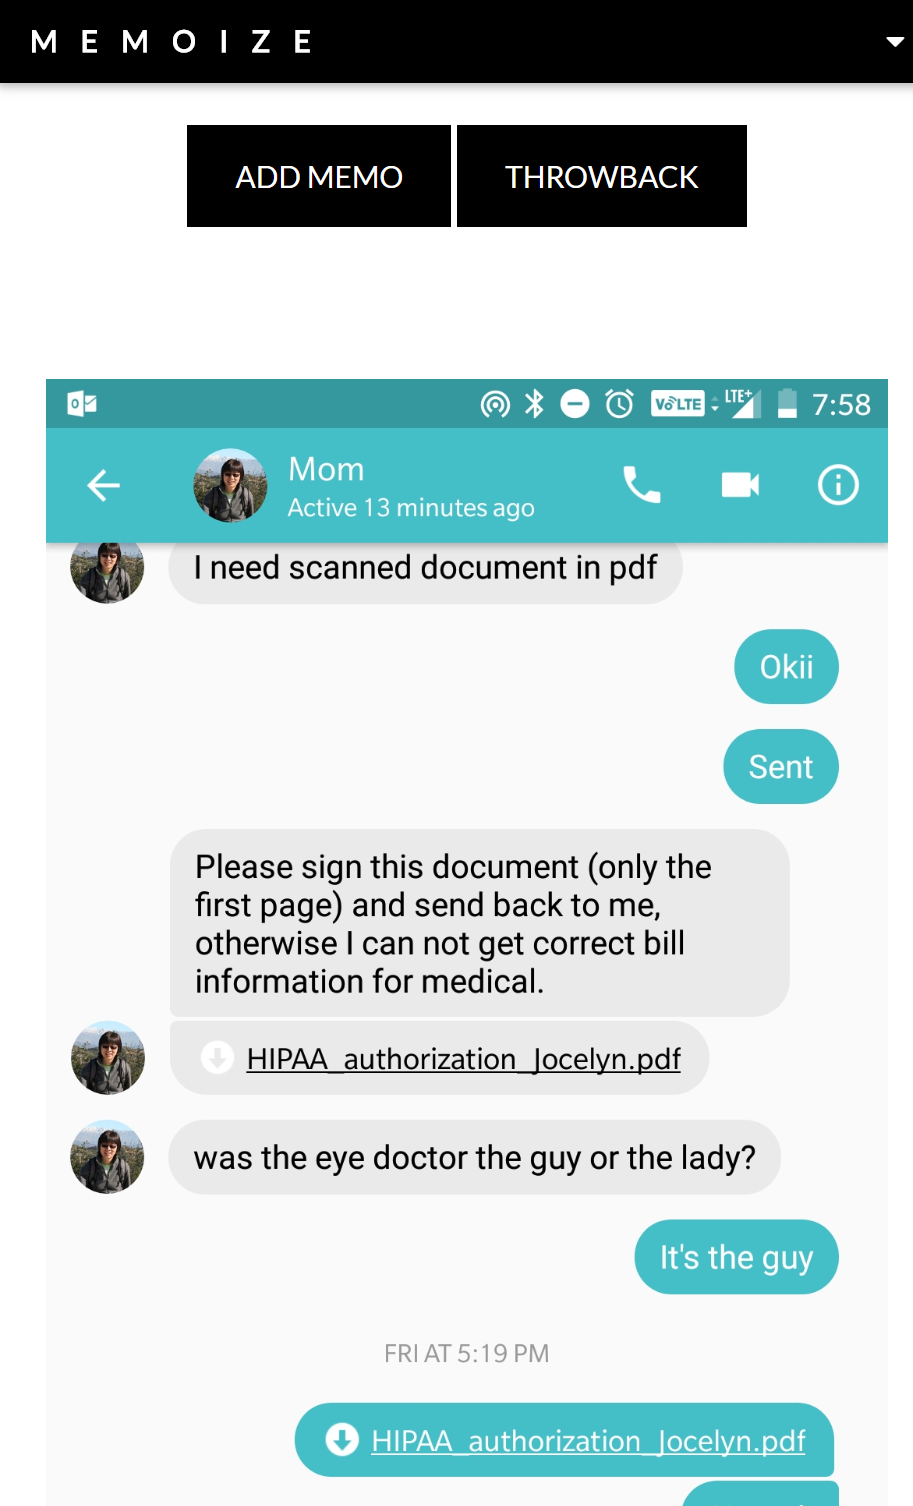 MEMOIZE
ADD MEMO THROWBACK
VoLTE LTE+ 7:58
Mom
Active 13 minutes ago
I need scanned document in pdf
Okii
Sent
Please sign this document (only the
first page) and send back to me,
otherwise I can not get correct bill
information for medical.
HIPAA_authorization_Jocelyn.pdf
was the eye doctor the guy or the lady?
It's the guy
FRI AT 5:19 PM
HIPAA_authorization_Jocelyn.pdf